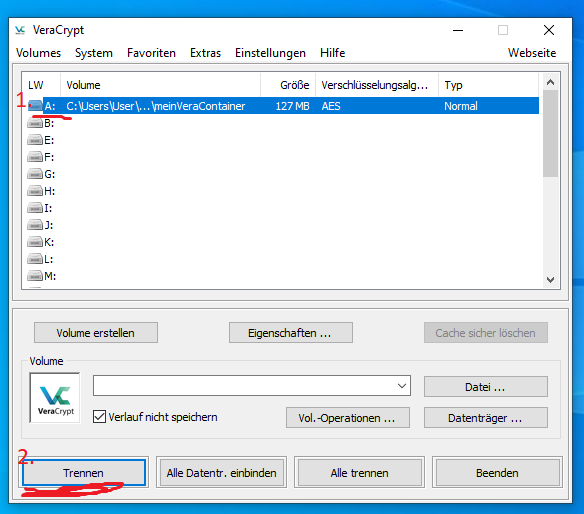 VeraCrypt
Volumes System Favoriten Extras Einstellungen Hilfe Webseite
LW Volume Größe Verschlüsselungsalg... Typ
1. A: C:\Users\User\...\meinVeraContainer 127 MB AES Normal
B:
E:
F:
G:
H:
I:
J:
K:
L:
M:
Volume erstellen Eigenschaften ... Cache sicher löschen
Volume
VeraCrypt
Datei ...
Verlauf nicht speichern Vol.-Operationen ... Datenträger ...
2.
Trennen Alle Datentr. einbinden Alle trennen Beenden